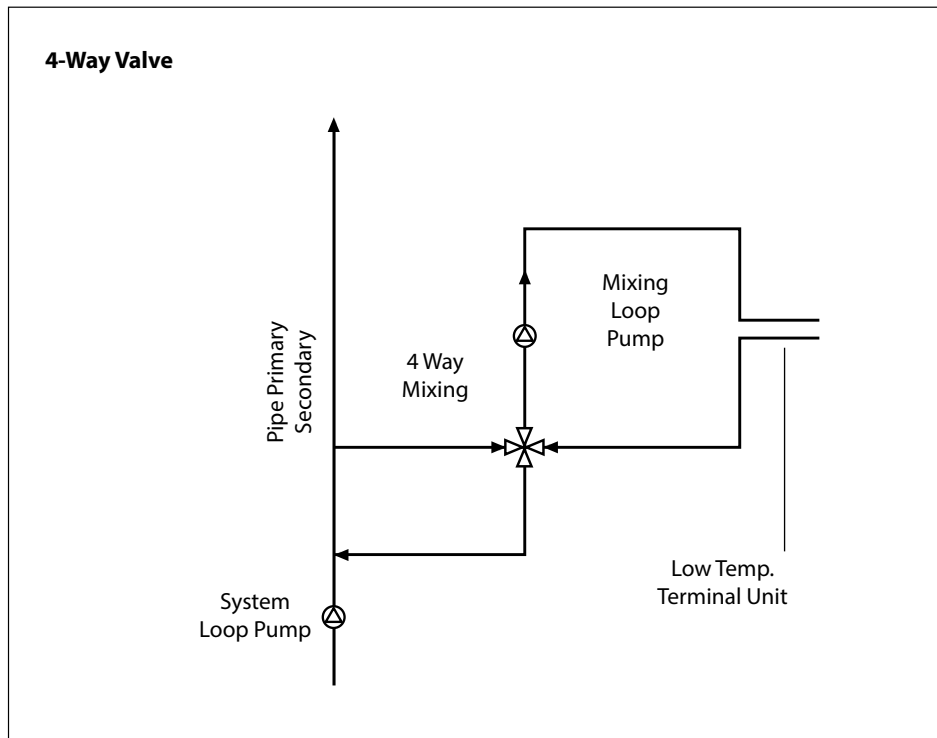 4-Way Valve
Mixing
Loop
Pump
4 Way
Mixing
Pipe Primary
Secondary
Low Temp.
Terminal Unit
System
Loop Pump